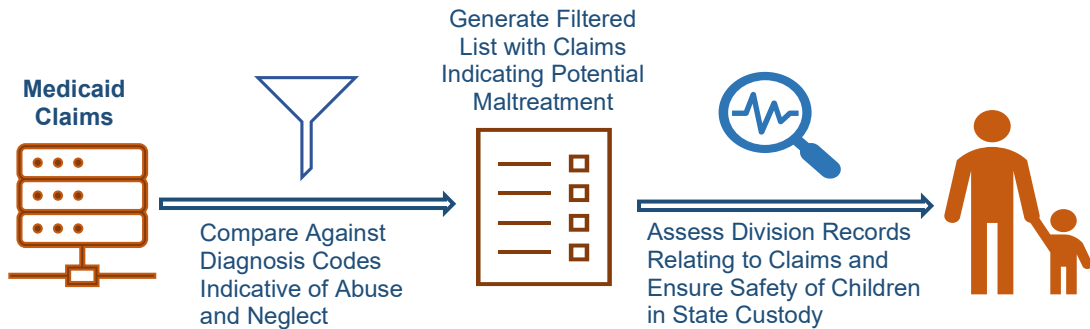 Medicaid
Claims
Compare Against
Diagnosis Codes
Indicative of Abuse
and Neglect
Generate Filtered
List with Claims
Indicating Potential
Maltreatment
Assess Division Records
Relating to Claims and
Ensure Safety of Children
in State Custody